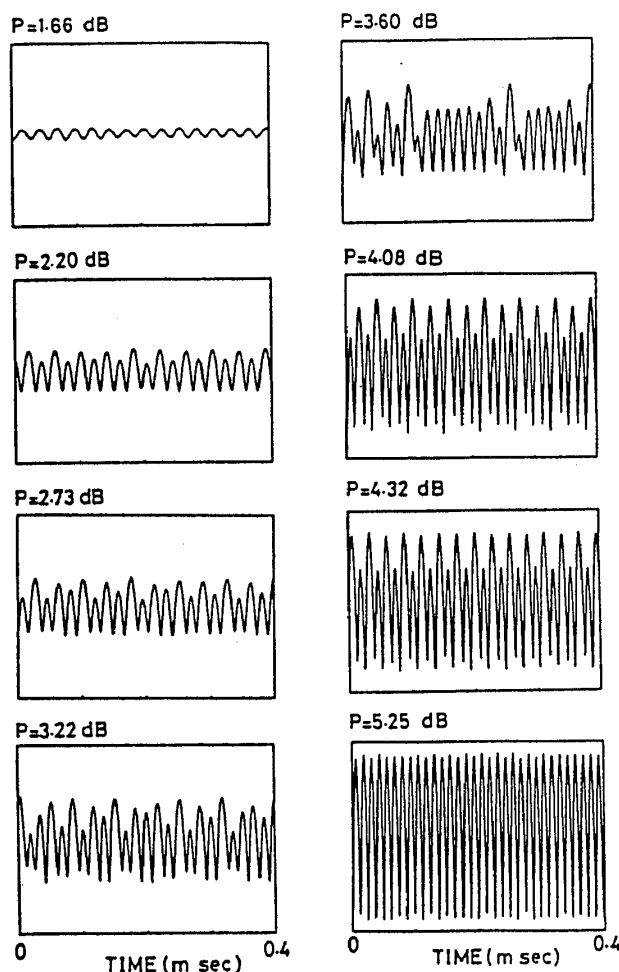 P=1.66 dB
P=2.20 dB
P=2.73 dB
P=3.22 dB
0 0.4
TIME (m sec)
P=3.60 dB
P=4.08 dB
P=4.32 dB
P=5.25 dB
0 0.4
TIME (m sec)